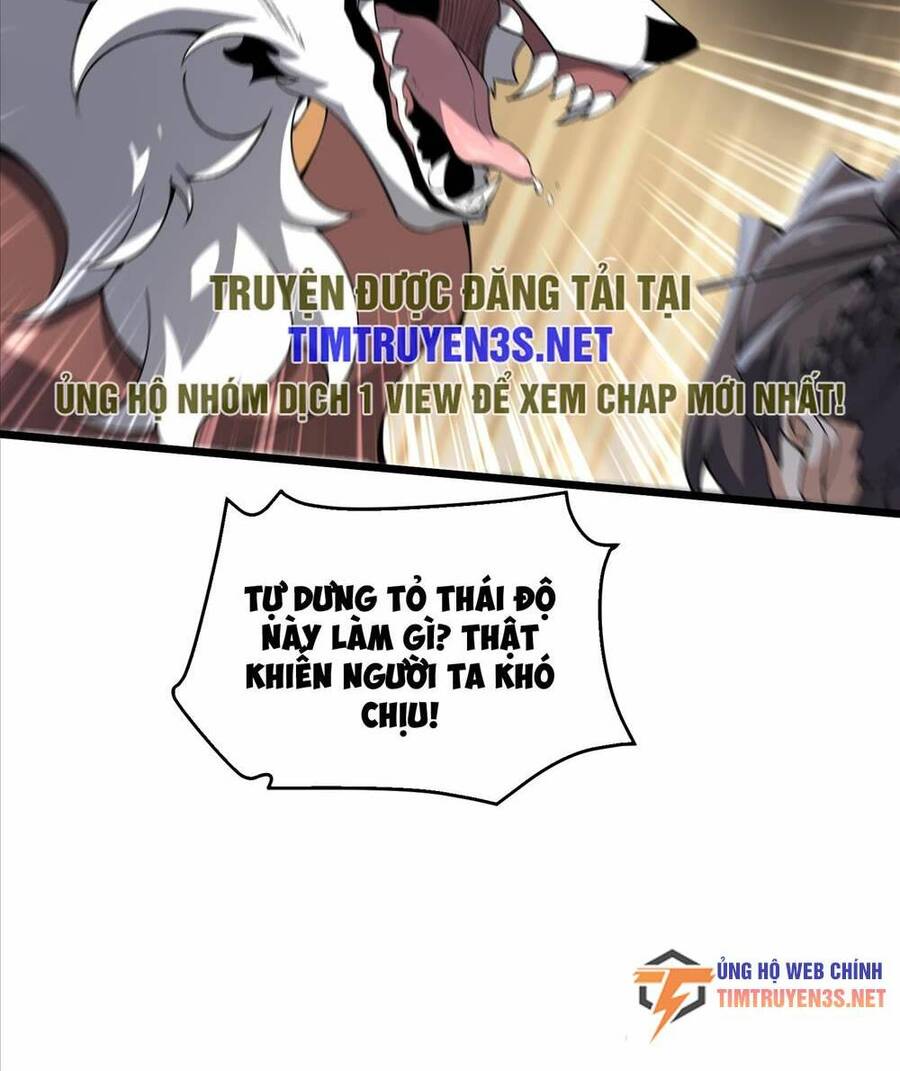 TRUYỆN ĐƯỢC ĐĂNG TẢI TẠI
TIMTRUYEN3S.NET
ỦNG HỘ NHÓM DỊCH 1 VIEW ĐỂ XEM CHAP MỚI NHẤT!
TỰ DƯNG TỎ THÁI ĐỘ
NÀY LÀM GÌ? THẬT
KHIẾN NGƯỜI TA KHÓ
CHỊU!
ỦNG HỘ WEB CHÍNH
TIMTRUYEN3S.NET